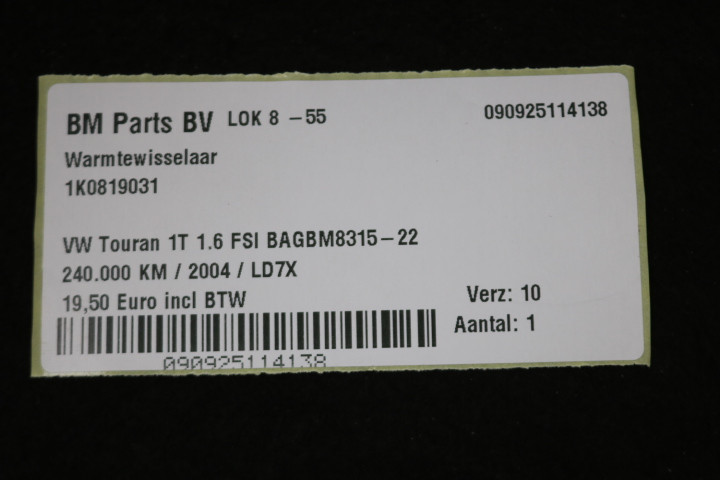 BM Parts BV LOK 8 -55 090925114138
Warmtewisselaar
1K0819031
VW Touran 1T 1.6 FSI BAGBM8315-22
240.000 KM / 2004 / LD7X
19,50 Euro incl BTW Verz: 10
Aantal: 1
090925114138